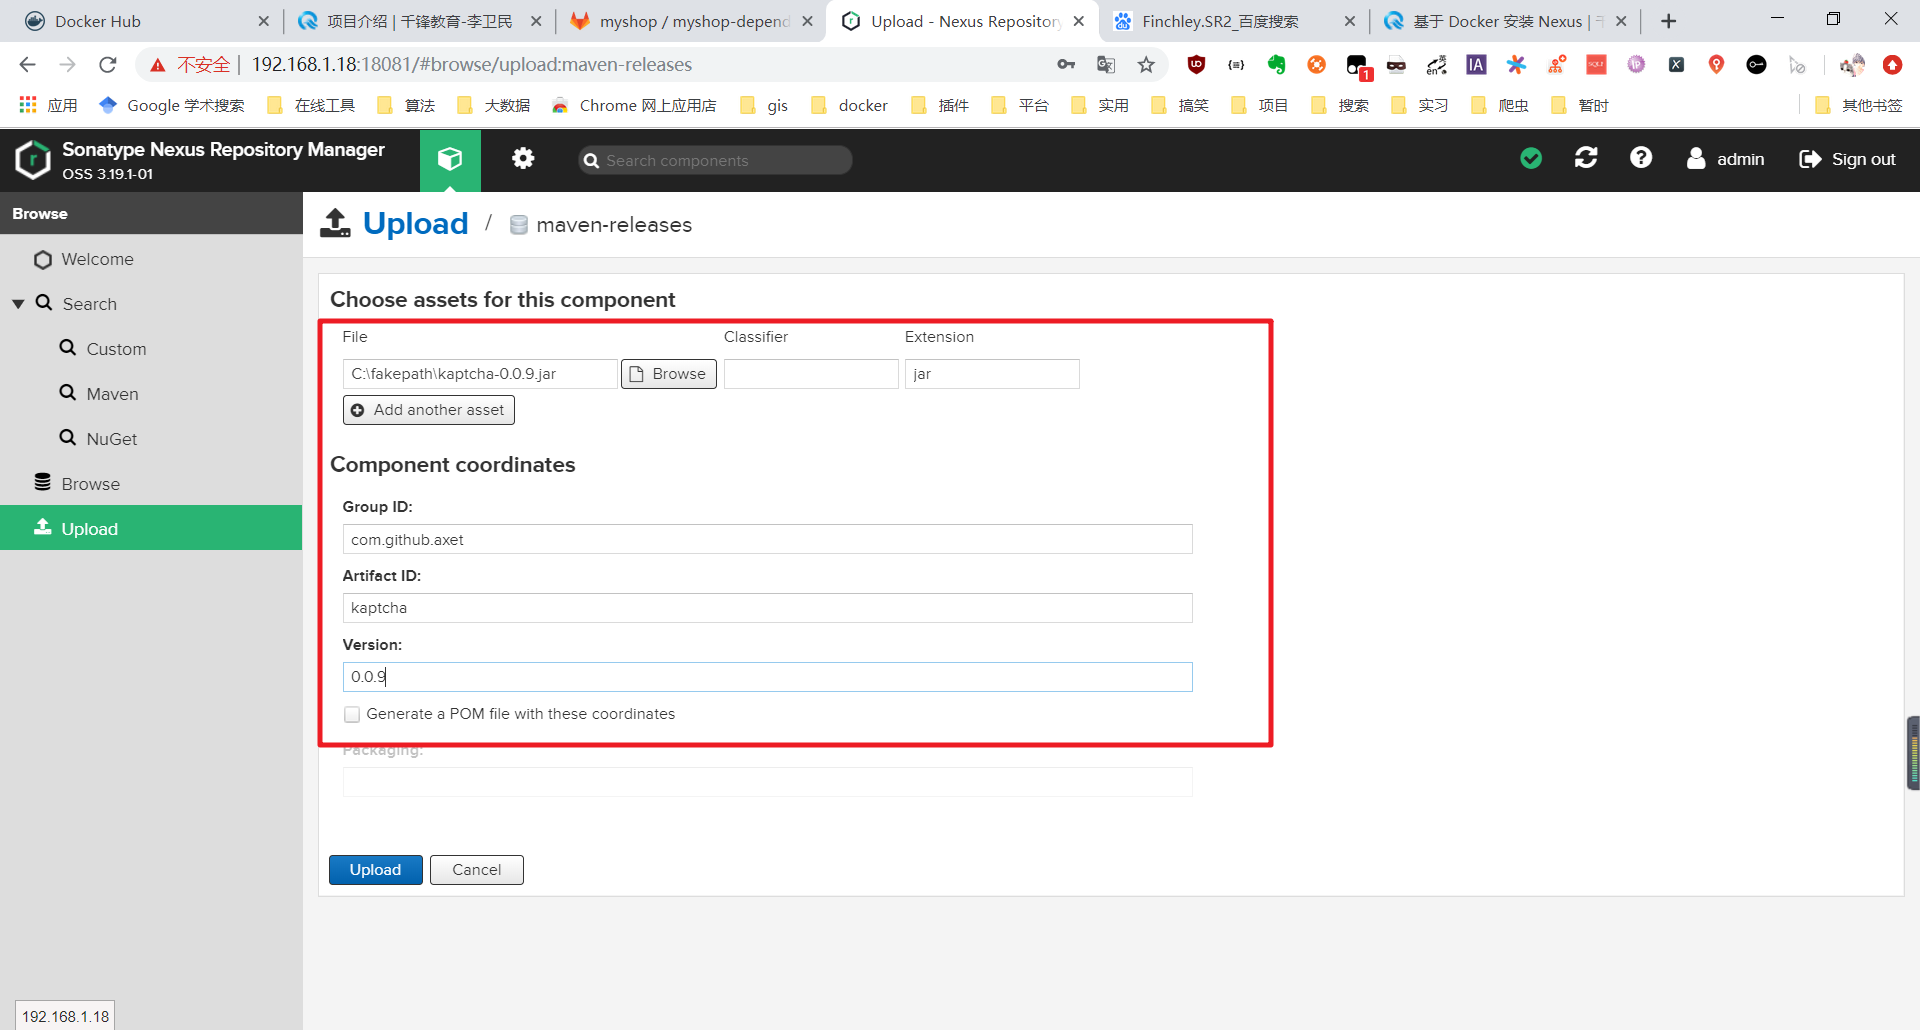 Docker Hub
项目介绍 | 千锋教育-李卫民
myshop / myshop-depend
Upload - Nexus Repository
Finchley.SR2_百度搜索
基于 Docker 安装 Nexus |
不安全 | 192.168.1.18:18081/#browse/upload:maven-releases
应用
Google 学术搜索
在线工具
算法
大数据
Chrome 网上应用店
gis
docker
插件
平台
实用
搞笑
项目
搜索
实习
爬虫
暂时
其他书签
Sonatype Nexus Repository Manager
OSS 3.19.1-01
Search components
admin
Sign out
Browse
Welcome
Search
Custom
Maven
NuGet
Browse
Upload
Upload / maven-releases
Choose assets for this component
File
Classifier
Extension
C:\fakepath\kaptcha-0.0.9.jar
Browse
jar
Add another asset
Component coordinates
Group ID:
com.github.axet
Artifact ID:
kaptcha
Version:
0.0.9
Generate a POM file with these coordinates
Packaging:
Upload
Cancel
192.168.1.18